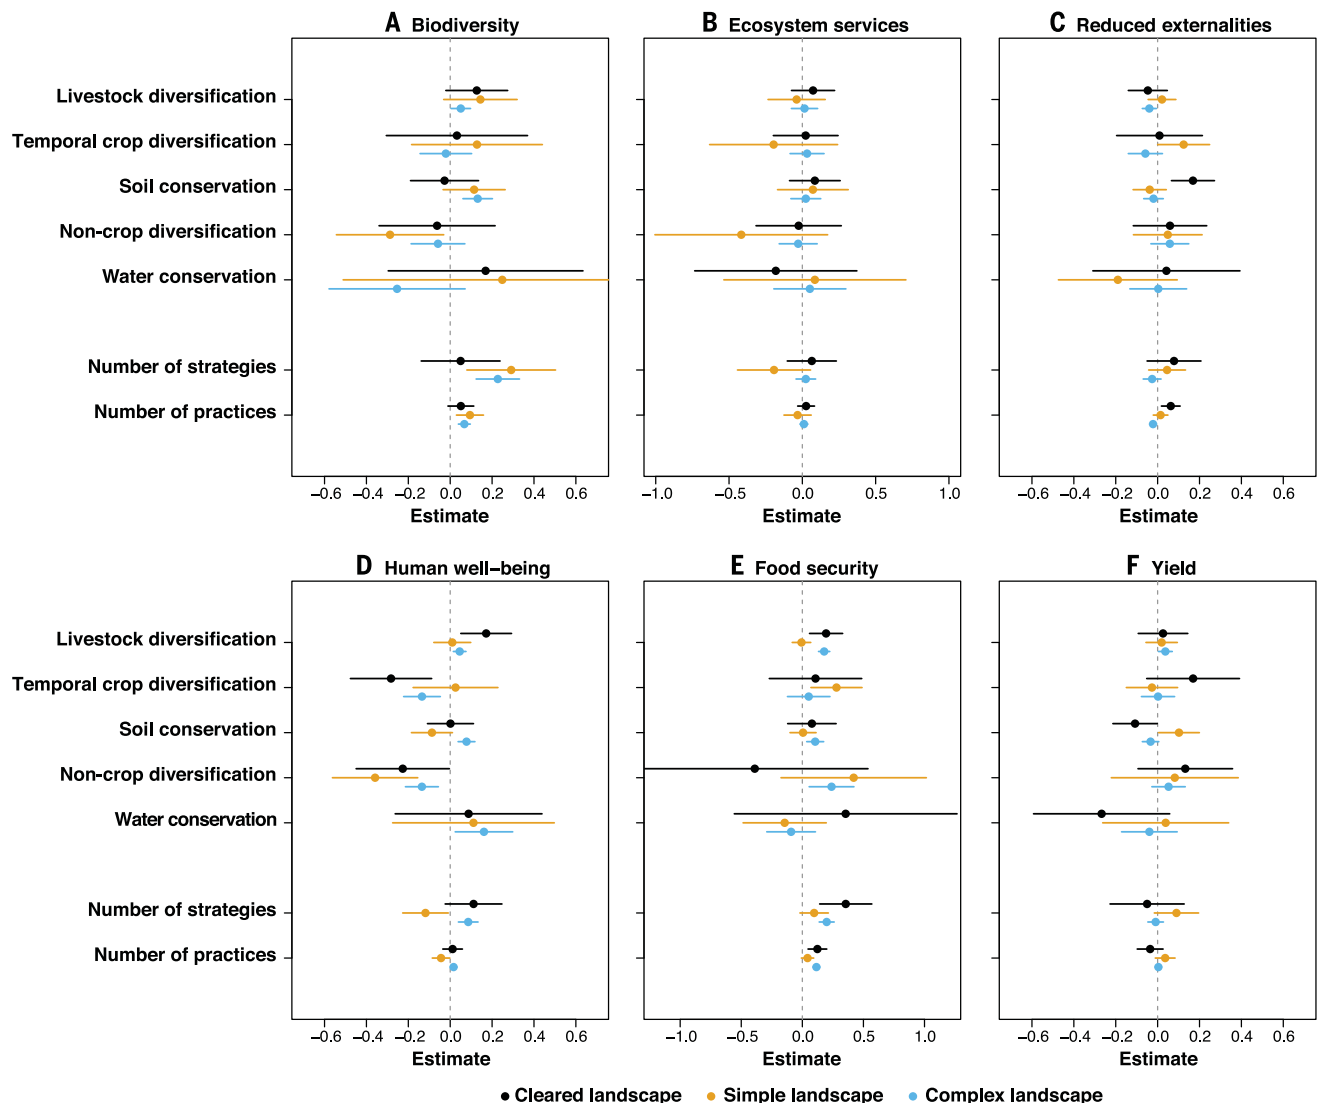 A Biodiversity
B Ecosystem services
C Reduced externalities
Livestock diversification
Temporal crop diversification
Soil conservation
Non-crop diversification
Water conservation
Number of strategies
Number of practices
−0.6 −0.4 −0.2 0.0 0.2 0.4 0.6
−1.0 −0.5 0.0 0.5 1.0
−0.6 −0.4 −0.2 0.0 0.2 0.4 0.6
Estimate
Estimate
Estimate
D Human well−being
E Food security
F Yield
Livestock diversification
Temporal crop diversification
Soil conservation
Non-crop diversification
Water conservation
Number of strategies
Number of practices
−0.6 −0.4 −0.2 0.0 0.2 0.4 0.6
−1.0 −0.5 0.0 0.5 1.0
−0.6 −0.4 −0.2 0.0 0.2 0.4 0.6
Estimate
Estimate
Estimate
Cleared landscape
Simple landscape
Complex landscape